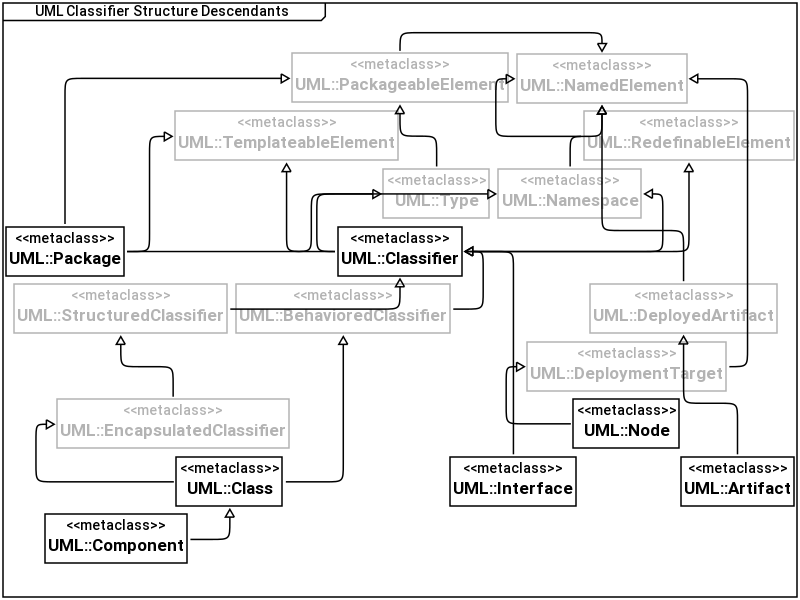 UML Classifier Structure Descendants
<<metaclass>>
UML::PackageableElement
<<metaclass>>
UML::NamedElement
<<metaclass>>
UML::TemplateableElement
<<metaclass>>
UML::RedefinableElement
<<metaclass>>
UML::Type
<<metaclass>>
UML::Namespace
<<metaclass>>
UML::Package
<<metaclass>>
UML::Classifier
<<metaclass>>
UML::StructuredClassifier
<<metaclass>>
UML::BehavioredClassifier
<<metaclass>>
UML::DeployedArtifact
<<metaclass>>
UML::DeploymentTarget
<<metaclass>>
UML::EncapsulatedClassifier
<<metaclass>>
UML::Node
<<metaclass>>
UML::Class
<<metaclass>>
UML::Interface
<<metaclass>>
UML::Artifact
<<metaclass>>
UML::Component